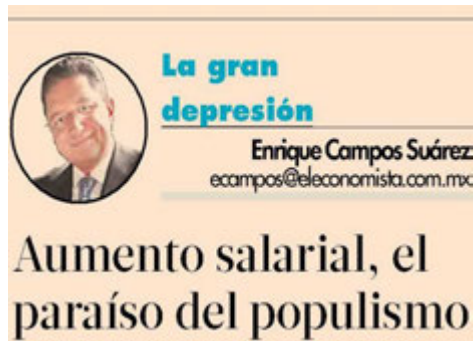 La gran
depresión
Enrique Campos Suárez
ecampos@eleconomista.com.mx
Aumento salarial, el
paraíso del populismo